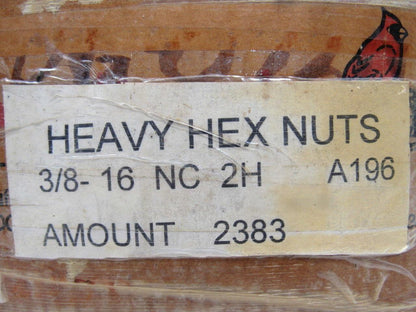 HEAVY HEX NUTS
3/8- 16 NC 2H A196
AMOUNT 2383